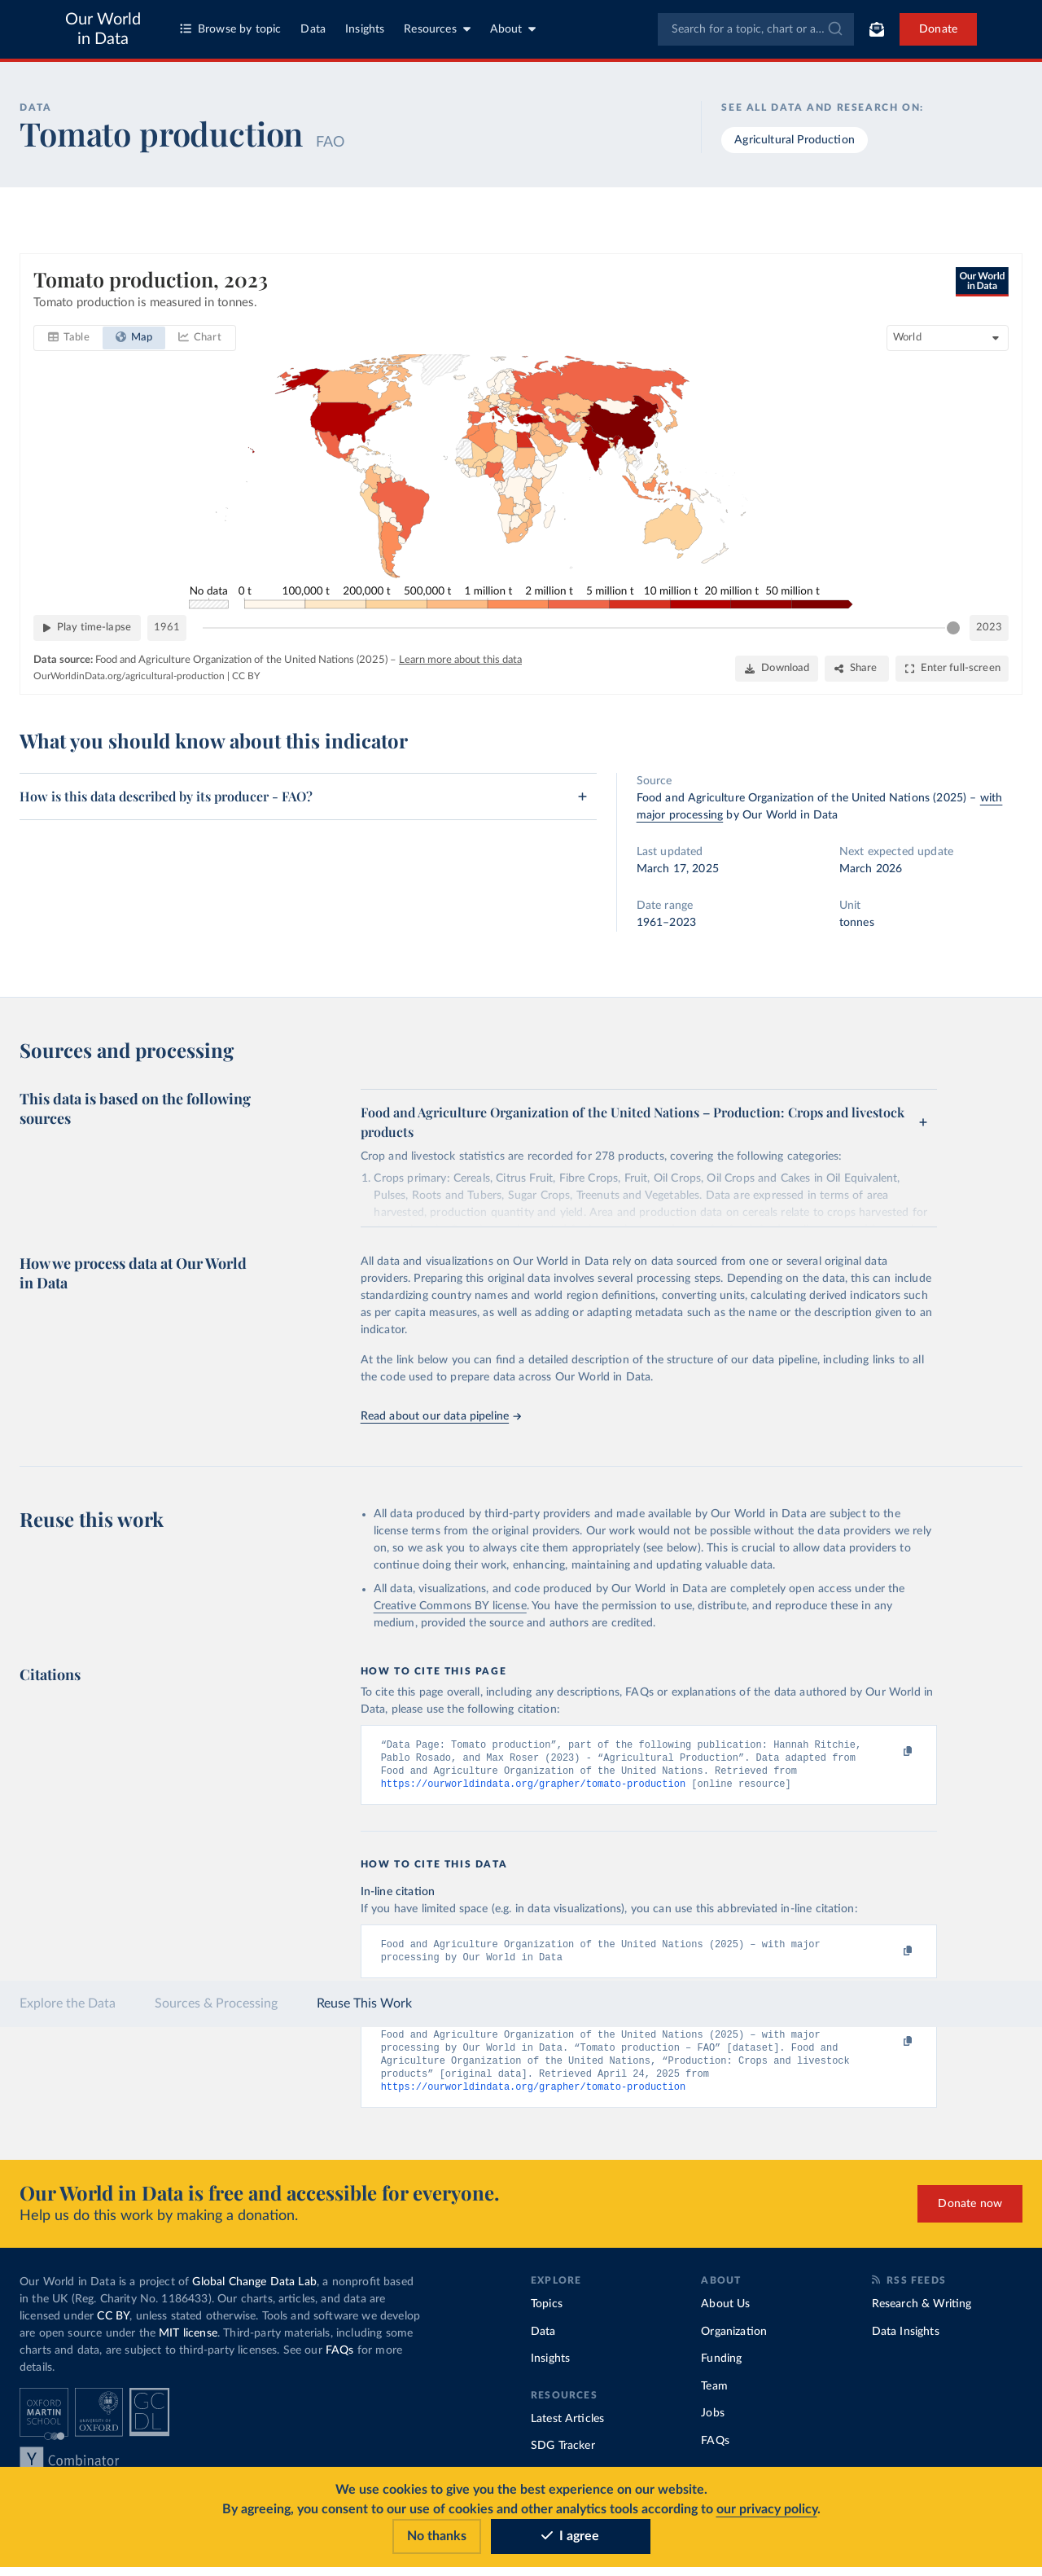 Our World
in Data
Browse by topic
Data
Insights
Resources
About
Search for a topic, chart or a...
Donate
DATA
Tomato production FAO
SEE ALL DATA AND RESEARCH ON:
Agricultural Production
Tomato production, 2023
Tomato production is measured in tonnes.
Our World
in Data
Table
Map
Chart
World
No data 0 t 100,000 t 200,000 t 500,000 t 1 million t 2 million t 5 million t 10 million t 20 million t 50 million t
Play time-lapse
1961
2023
Data source: Food and Agriculture Organization of the United Nations (2025) – Learn more about this data
OurWorldinData.org/agricultural-production | CC BY
Download
Share
Enter full-screen
What you should know about this indicator
How is this data described by its producer - FAO?
Source
Food and Agriculture Organization of the United Nations (2025) – with
major processing by Our World in Data
Last updated
March 17, 2025
Next expected update
March 2026
Date range
1961–2023
Unit
tonnes
Sources and processing
This data is based on the following
sources
Food and Agriculture Organization of the United Nations – Production: Crops and livestock
products
Crop and livestock statistics are recorded for 278 products, covering the following categories:
1. Crops primary: Cereals, Citrus Fruit, Fibre Crops, Fruit, Oil Crops, Oil Crops and Cakes in Oil Equivalent,
Pulses, Roots and Tubers, Sugar Crops, Treenuts and Vegetables. Data are expressed in terms of area
harvested, production quantity and yield. Area and production data on cereals relate to crops harvested for
How we process data at Our World
in Data
All data and visualizations on Our World in Data rely on data sourced from one or several original data
providers. Preparing this original data involves several processing steps. Depending on the data, this can include
standardizing country names and world region definitions, converting units, calculating derived indicators such
as per capita measures, as well as adding or adapting metadata such as the name or the description given to an
indicator.
At the link below you can find a detailed description of the structure of our data pipeline, including links to all
the code used to prepare data across Our World in Data.
Read about our data pipeline
Reuse this work
All data produced by third-party providers and made available by Our World in Data are subject to the
license terms from the original providers. Our work would not be possible without the data providers we rely
on, so we ask you to always cite them appropriately (see below). This is crucial to allow data providers to
continue doing their work, enhancing, maintaining and updating valuable data.
All data, visualizations, and code produced by Our World in Data are completely open access under the
Creative Commons BY license. You have the permission to use, distribute, and reproduce these in any
medium, provided the source and authors are credited.
Citations
HOW TO CITE THIS PAGE
To cite this page overall, including any descriptions, FAQs or explanations of the data authored by Our World in
Data, please use the following citation:
“Data Page: Tomato production”, part of the following publication: Hannah Ritchie,
Pablo Rosado, and Max Roser (2023) - “Agricultural Production”. Data adapted from
Food and Agriculture Organization of the United Nations. Retrieved from
https://ourworldindata.org/grapher/tomato-production [online resource]
HOW TO CITE THIS DATA
In-line citation
If you have limited space (e.g. in data visualizations), you can use this abbreviated in-line citation:
Food and Agriculture Organization of the United Nations (2025) – with major
processing by Our World in Data
Explore the Data
Sources & Processing
Reuse This Work
Food and Agriculture Organization of the United Nations (2025) – with major
processing by Our World in Data. “Tomato production – FAO” [dataset]. Food and
Agriculture Organization of the United Nations, “Production: Crops and livestock
products” [original data]. Retrieved April 24, 2025 from
https://ourworldindata.org/grapher/tomato-production
Our World in Data is free and accessible for everyone.
Help us do this work by making a donation.
Donate now
Our World in Data is a project of Global Change Data Lab, a nonprofit based
in the UK (Reg. Charity No. 1186433). Our charts, articles, and data are
licensed under CC BY, unless stated otherwise. Tools and software we develop
are open source under the MIT license. Third-party materials, including some
charts and data, are subject to third-party licenses. See our FAQs for more
details.
OXFORD
MARTIN
SCHOOL
UNIVERSITY OF
OXFORD
GC
DL
Y Combinator
EXPLORE
Topics
Data
Insights
RESOURCES
Latest Articles
SDG Tracker
ABOUT
About Us
Organization
Funding
Team
Jobs
FAQs
RSS FEEDS
Research & Writing
Data Insights
We use cookies to give you the best experience on our website.
By agreeing, you consent to our use of cookies and other analytics tools according to our privacy policy.
No thanks
I agree